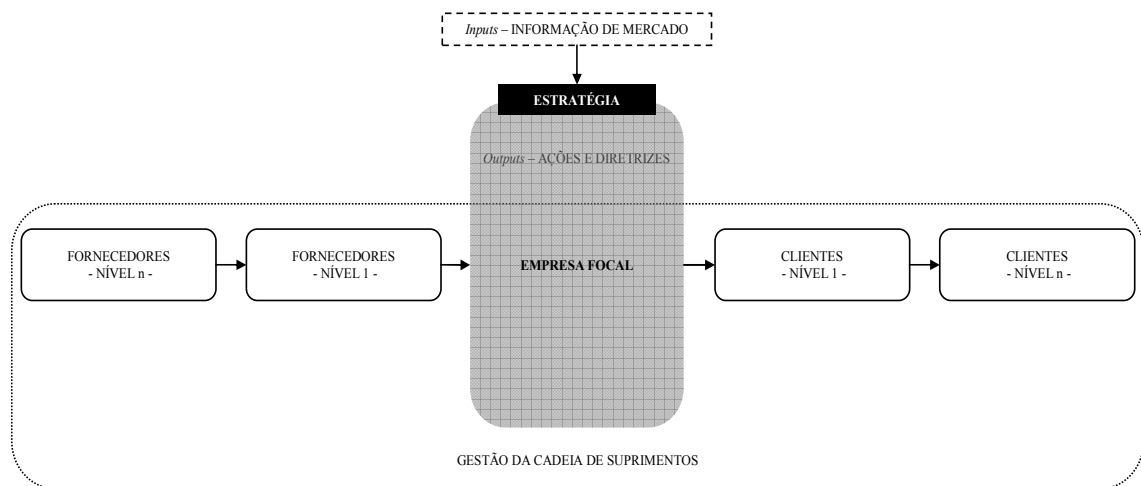 Inputs – INFORMAÇÃO DE MERCADO
ESTRATÉGIA
Outputs – AÇÕES E DIRETRIZES
FORNECEDORES
- NÍVEL n -
FORNECEDORES
- NÍVEL 1 -
EMPRESA FOCAL
CLIENTES
- NÍVEL 1 -
CLIENTES
- NÍVEL n -
GESTÃO DA CADEIA DE SUPRIMENTOS